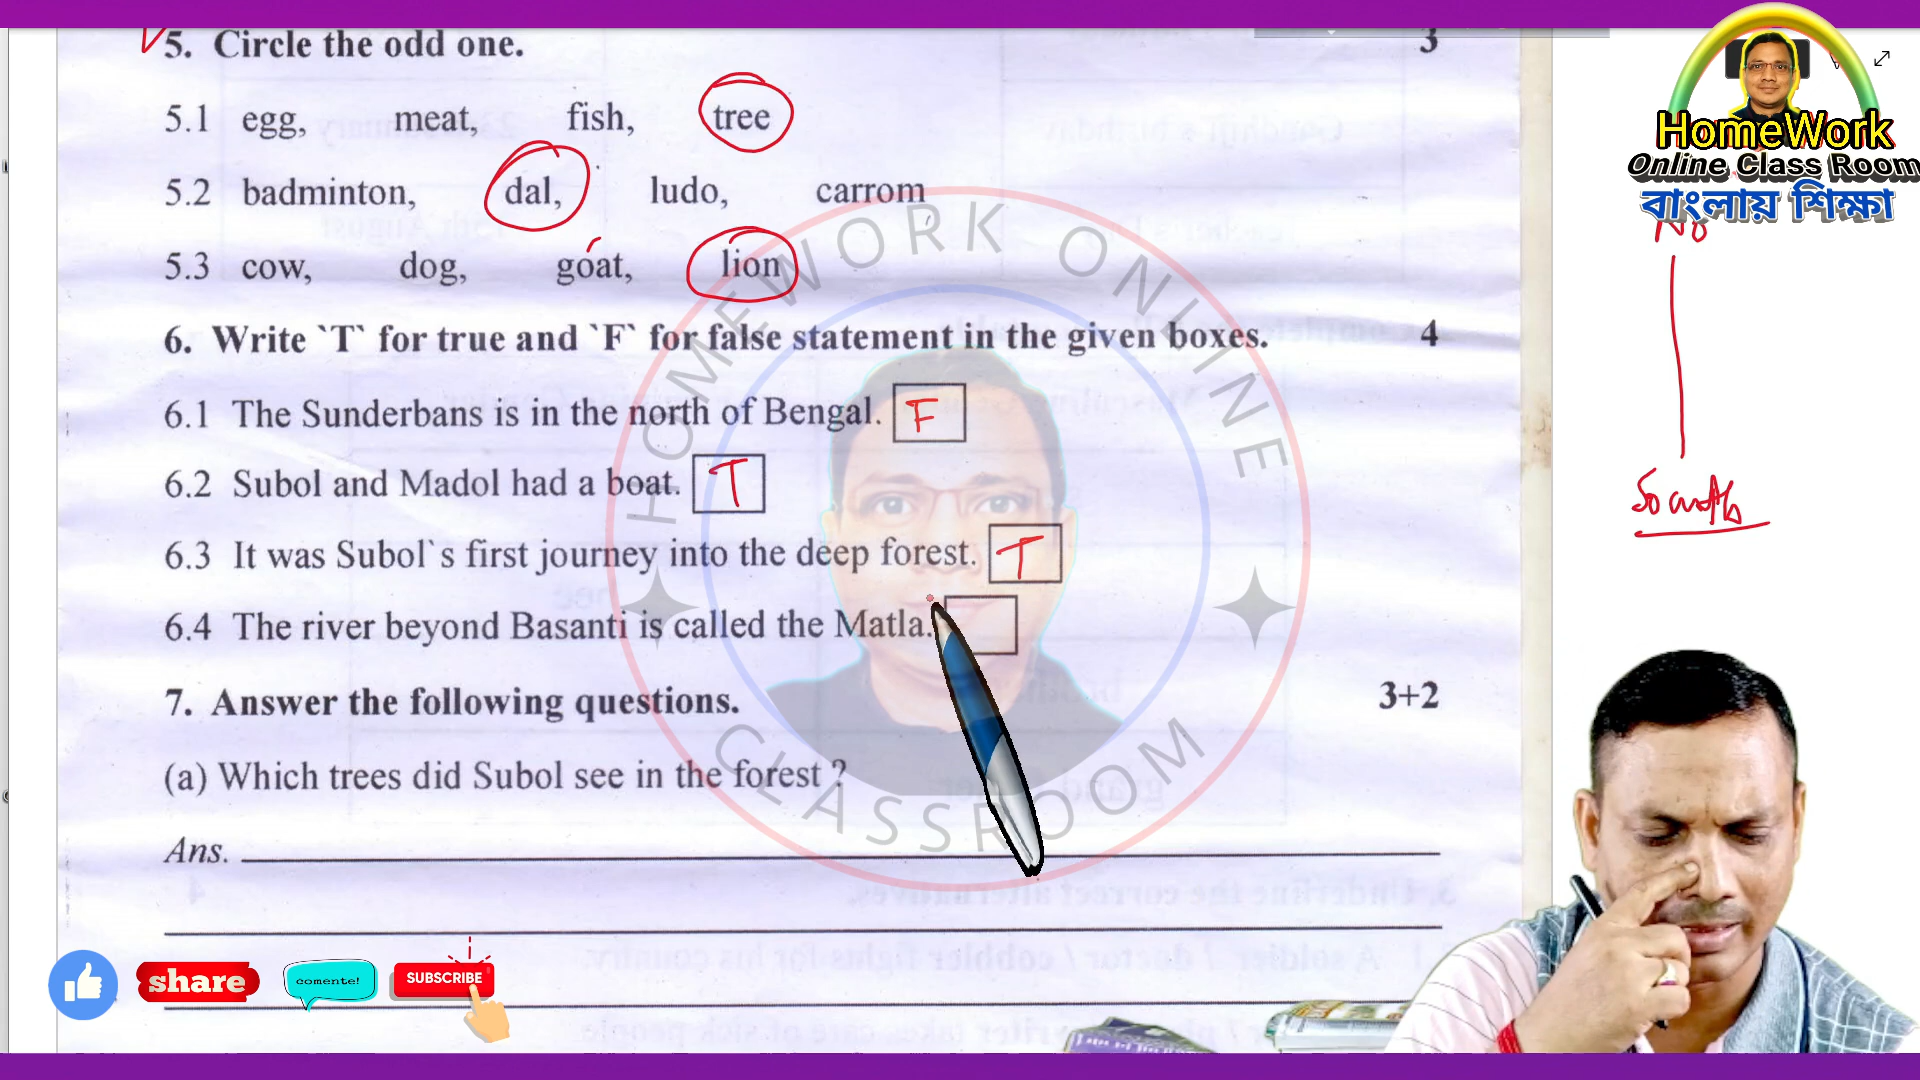 5. Circle the odd one. 3
5.1 egg, meat, fish, tree
5.2 badminton, dal, ludo, carrom
5.3 cow, dog, goat, lion
6. Write `T` for true and `F` for false statement in the given boxes. 4
6.1 The Sunderbans is in the north of Bengal. F
6.2 Subol and Madol had a boat. T
6.3 It was Subol`s first journey into the deep forest. T
6.4 The river beyond Basanti is called the Matla.
7. Answer the following questions. 3+2
(a) Which trees did Subol see in the forest ?
Ans.
HOMEWORK ONLINE
CLASSROOM
HomeWork
Online Class Room
বাংলায় শিক্ষা
No
South
share
comente!
SUBSCRIBE